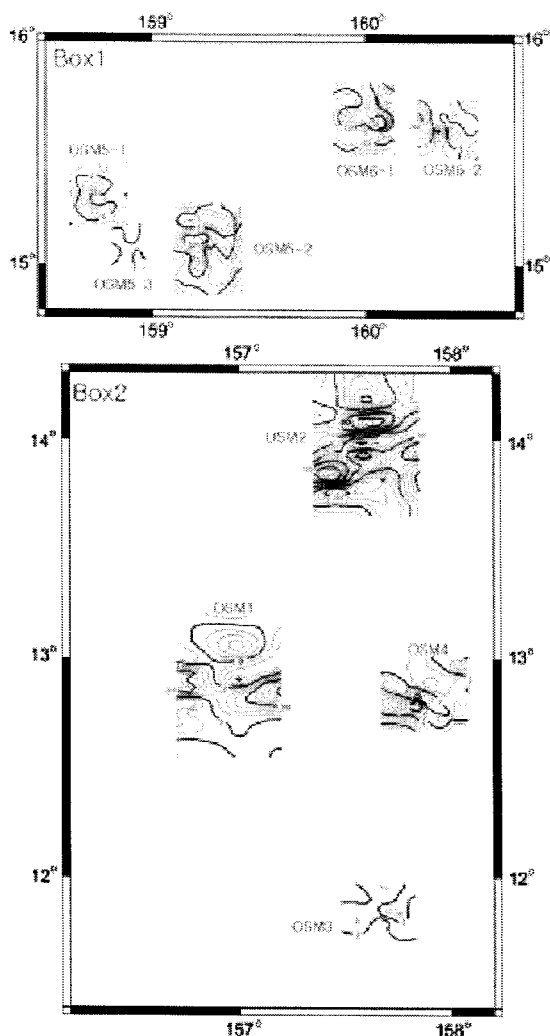 159° 160°
16° 16°
Box1
OSM5-1
OSM6-1 OSM6-2
OSM5-2
15° 15°
OSM5-3
159° 160°
157° 158°
Box2
14° OSM2 14°
OSM1
13° OSM4 13°
12° 12°
OSM3
157° 158°